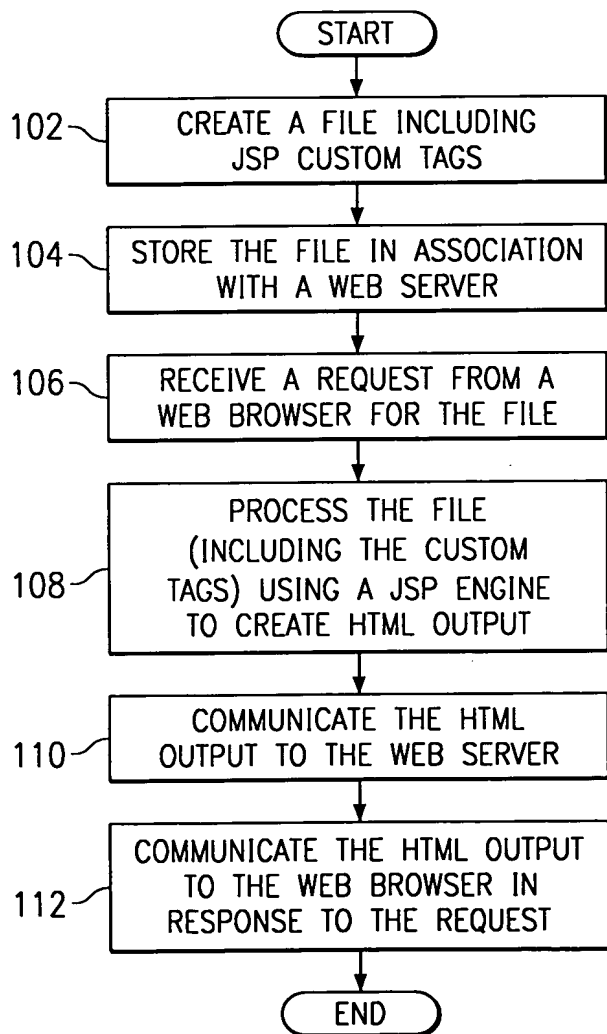 START
102
CREATE A FILE INCLUDING
JSP CUSTOM TAGS
104
STORE THE FILE IN ASSOCIATION
WITH A WEB SERVER
106
RECEIVE A REQUEST FROM A
WEB BROWSER FOR THE FILE
108
PROCESS THE FILE
(INCLUDING THE CUSTOM
TAGS) USING A JSP ENGINE
TO CREATE HTML OUTPUT
110
COMMUNICATE THE HTML
OUTPUT TO THE WEB SERVER
112
COMMUNICATE THE HTML OUTPUT
TO THE WEB BROWSER IN
RESPONSE TO THE REQUEST
END